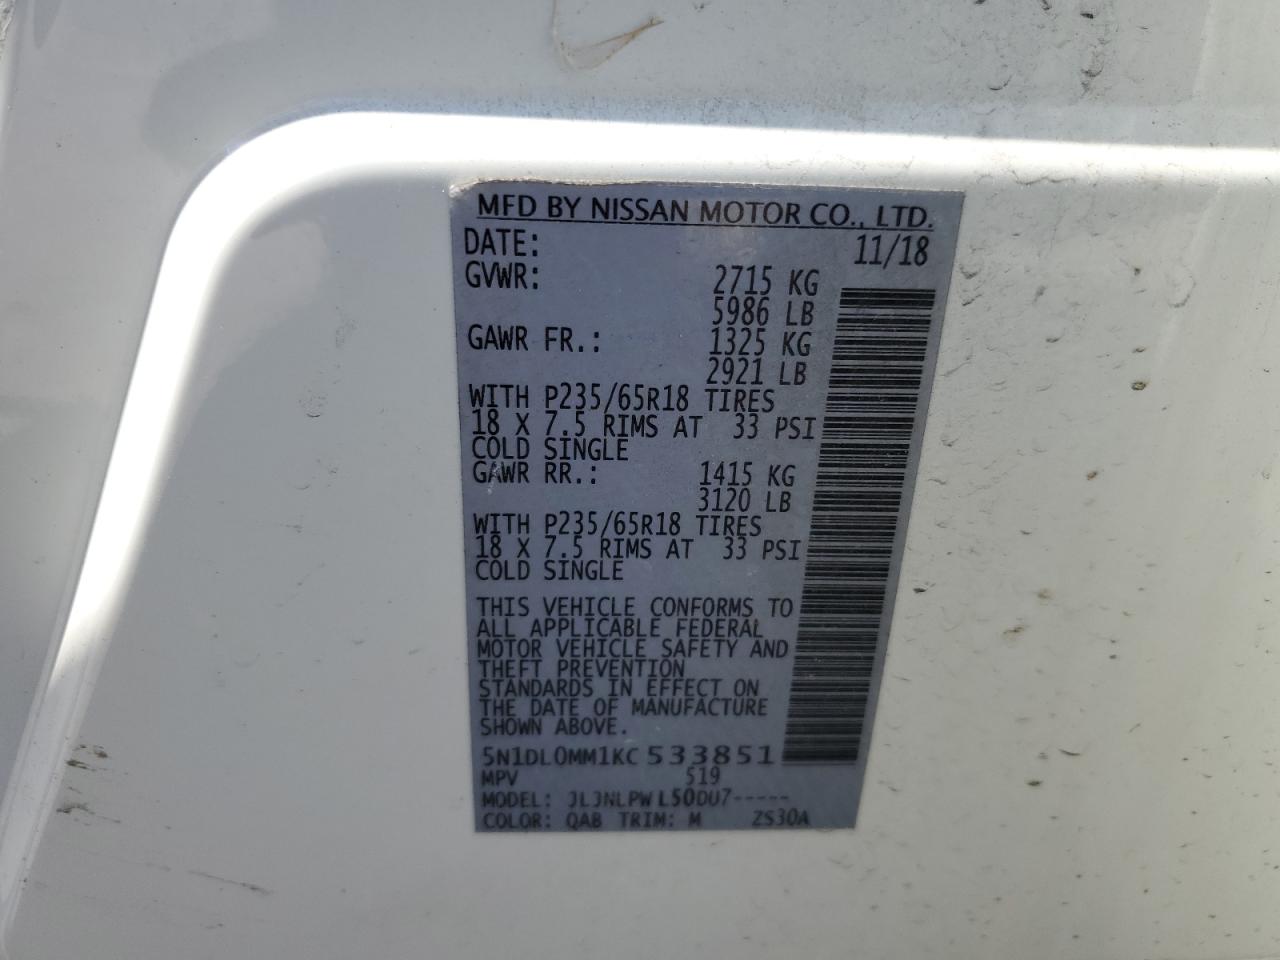 MFD BY NISSAN MOTOR CO., LTD.
DATE: 11/18
GVWR: 2715 KG
5986 LB
GAWR FR.: 1325 KG
2921 LB
WITH P235/65R18 TIRES
18 X 7.5 RIMS AT 33 PSI
COLD SINGLE
GAWR RR.: 1415 KG
3120 LB
WITH P235/65R18 TIRES
18 X 7.5 RIMS AT 33 PSI
COLD SINGLE
THIS VEHICLE CONFORMS TO
ALL APPLICABLE FEDERAL
MOTOR VEHICLE SAFETY AND
THEFT PREVENTION
STANDARDS IN EFFECT ON
THE DATE OF MANUFACTURE
SHOWN ABOVE.
5N1DL0MM1KC533851
MPV 519
MODEL: JLJNLPWL50DU7-----
COLOR: QAB TRIM: M ZS30A